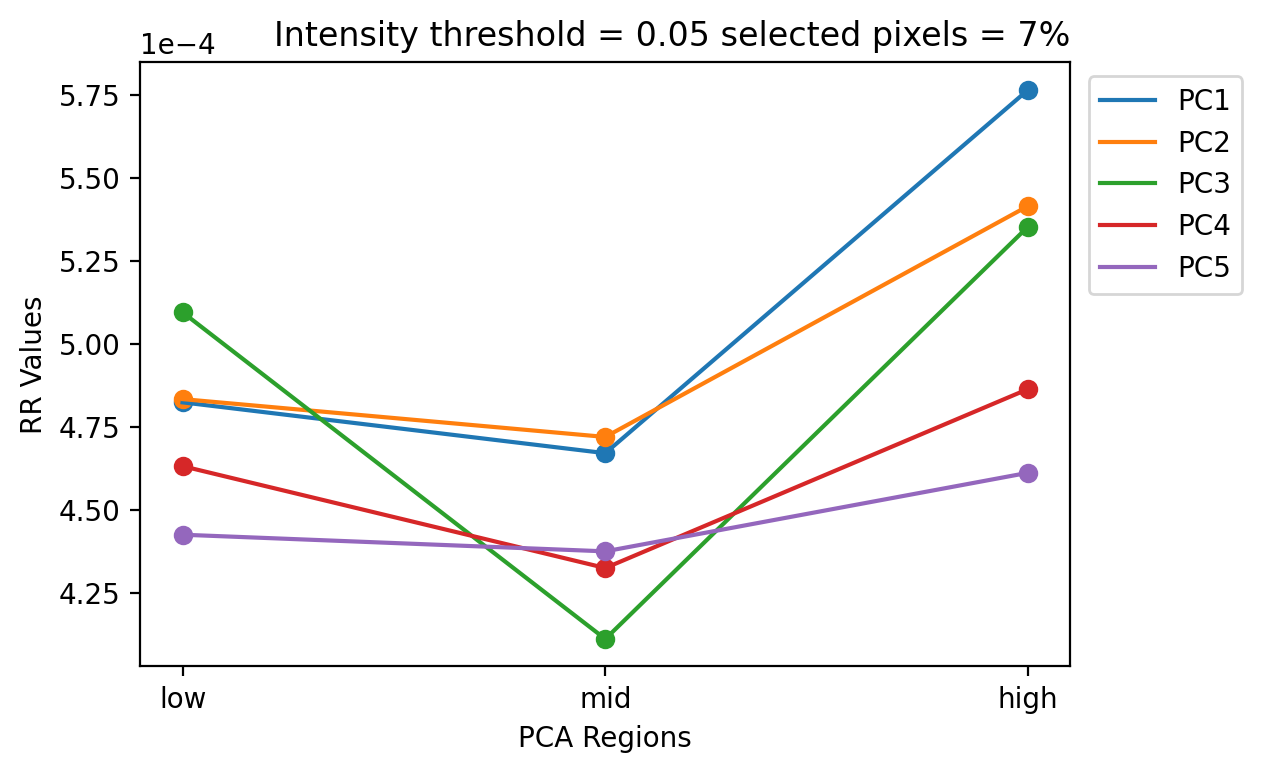 1e−4
Intensity threshold = 0.05 selected pixels = 7%
5.75
5.50
5.25
5.00
4.75
4.50
4.25
RR Values
low
mid
high
PCA Regions
PC1
PC2
PC3
PC4
PC5